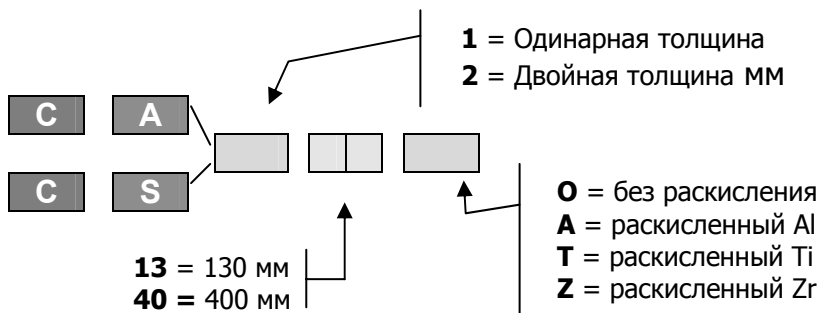 1 = Одинарная толщина
2 = Двойная толщина мм
C A
C S
O = без раскисления
A = раскисленный Al
T = раскисленный Ti
Z = раскисленный Zr
13 = 130 мм
40 = 400 мм